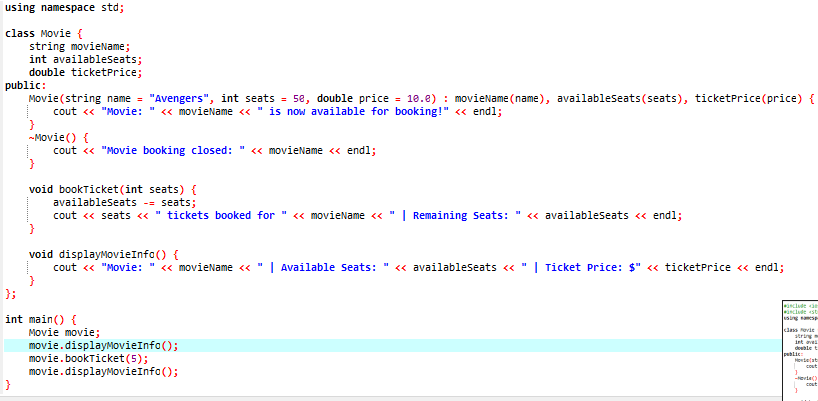 using namespace std;

class Movie {
    string movieName;
    int availableSeats;
    double ticketPrice;
public:
    Movie(string name = "Avengers", int seats = 50, double price = 10.0) : movieName(name), availableSeats(seats), ticketPrice(price) {
        cout << "Movie: " << movieName << " is now available for booking!" << endl;
    }
    ~Movie() {
        cout << "Movie booking closed: " << movieName << endl;
    }

    void bookTicket(int seats) {
        availableSeats -= seats;
        cout << seats << " tickets booked for " << movieName << " | Remaining Seats: " << availableSeats << endl;
    }

    void displayMovieInfo() {
        cout << "Movie: " << movieName << " | Available Seats: " << availableSeats << " | Ticket Price: $" << ticketPrice << endl;
    }
};

int main() {
    Movie movie;
    movie.displayMovieInfo();
    movie.bookTicket(5);
    movie.displayMovieInfo();
}